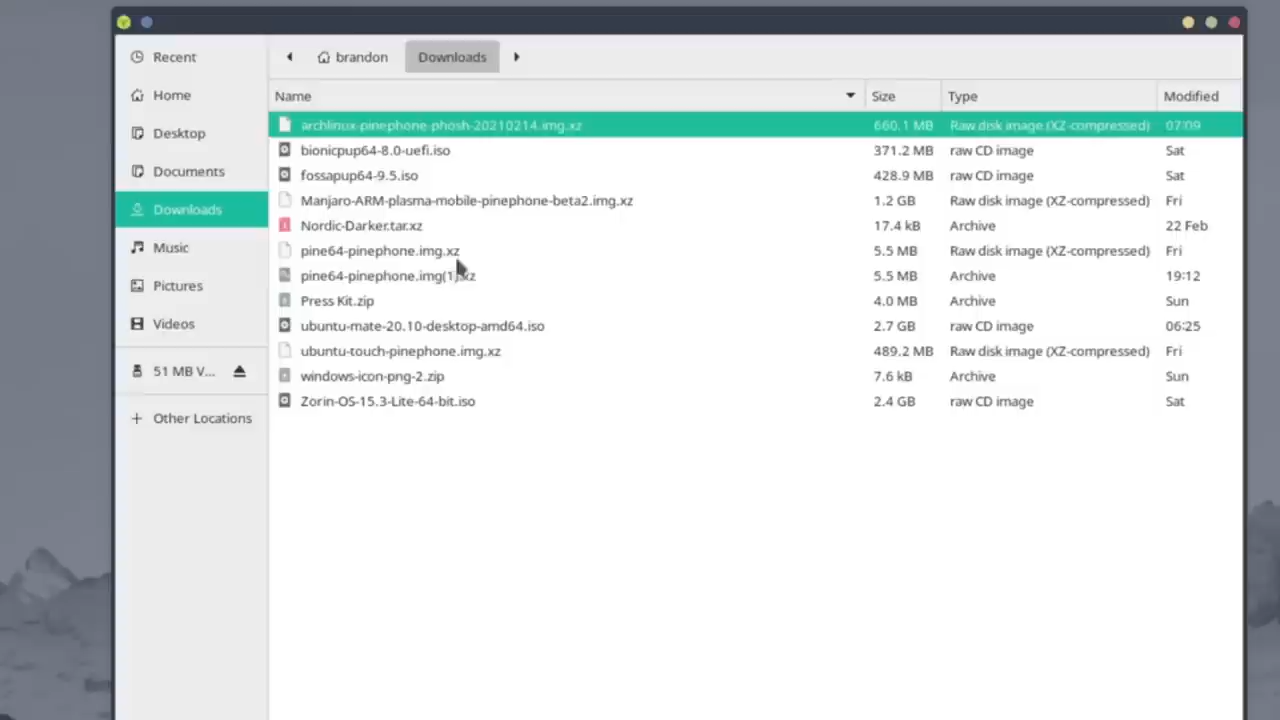 Recent
Home
Desktop
Documents
Downloads
Music
Pictures
Videos
51 MB V...
Other Locations
brandon Downloads
Name Size Type Modified
archlinux-pinephone-phosh-20210214.img.xz 660.1 MB Raw disk image (XZ-compressed) 07:09
bionicpup64-8.0-uefi.iso 371.2 MB raw CD image Sat
fossapup64-9.5.iso 428.9 MB raw CD image Sat
Manjaro-ARM-plasma-mobile-pinephone-beta2.img.xz 1.2 GB Raw disk image (XZ-compressed) Fri
Nordic-Darker.tar.xz 17.4 kB Archive 22 Feb
pine64-pinephone.img.xz 5.5 MB Raw disk image (XZ-compressed) Fri
pine64-pinephone.img(1).xz 5.5 MB Archive 19:12
Press Kit.zip 4.0 MB Archive Sun
ubuntu-mate-20.10-desktop-amd64.iso 2.7 GB raw CD image 06:25
ubuntu-touch-pinephone.img.xz 489.2 MB Raw disk image (XZ-compressed) Fri
windows-icon-png-2.zip 7.6 kB Archive Sun
Zorin-OS-15.3-Lite-64-bit.iso 2.4 GB raw CD image Sat